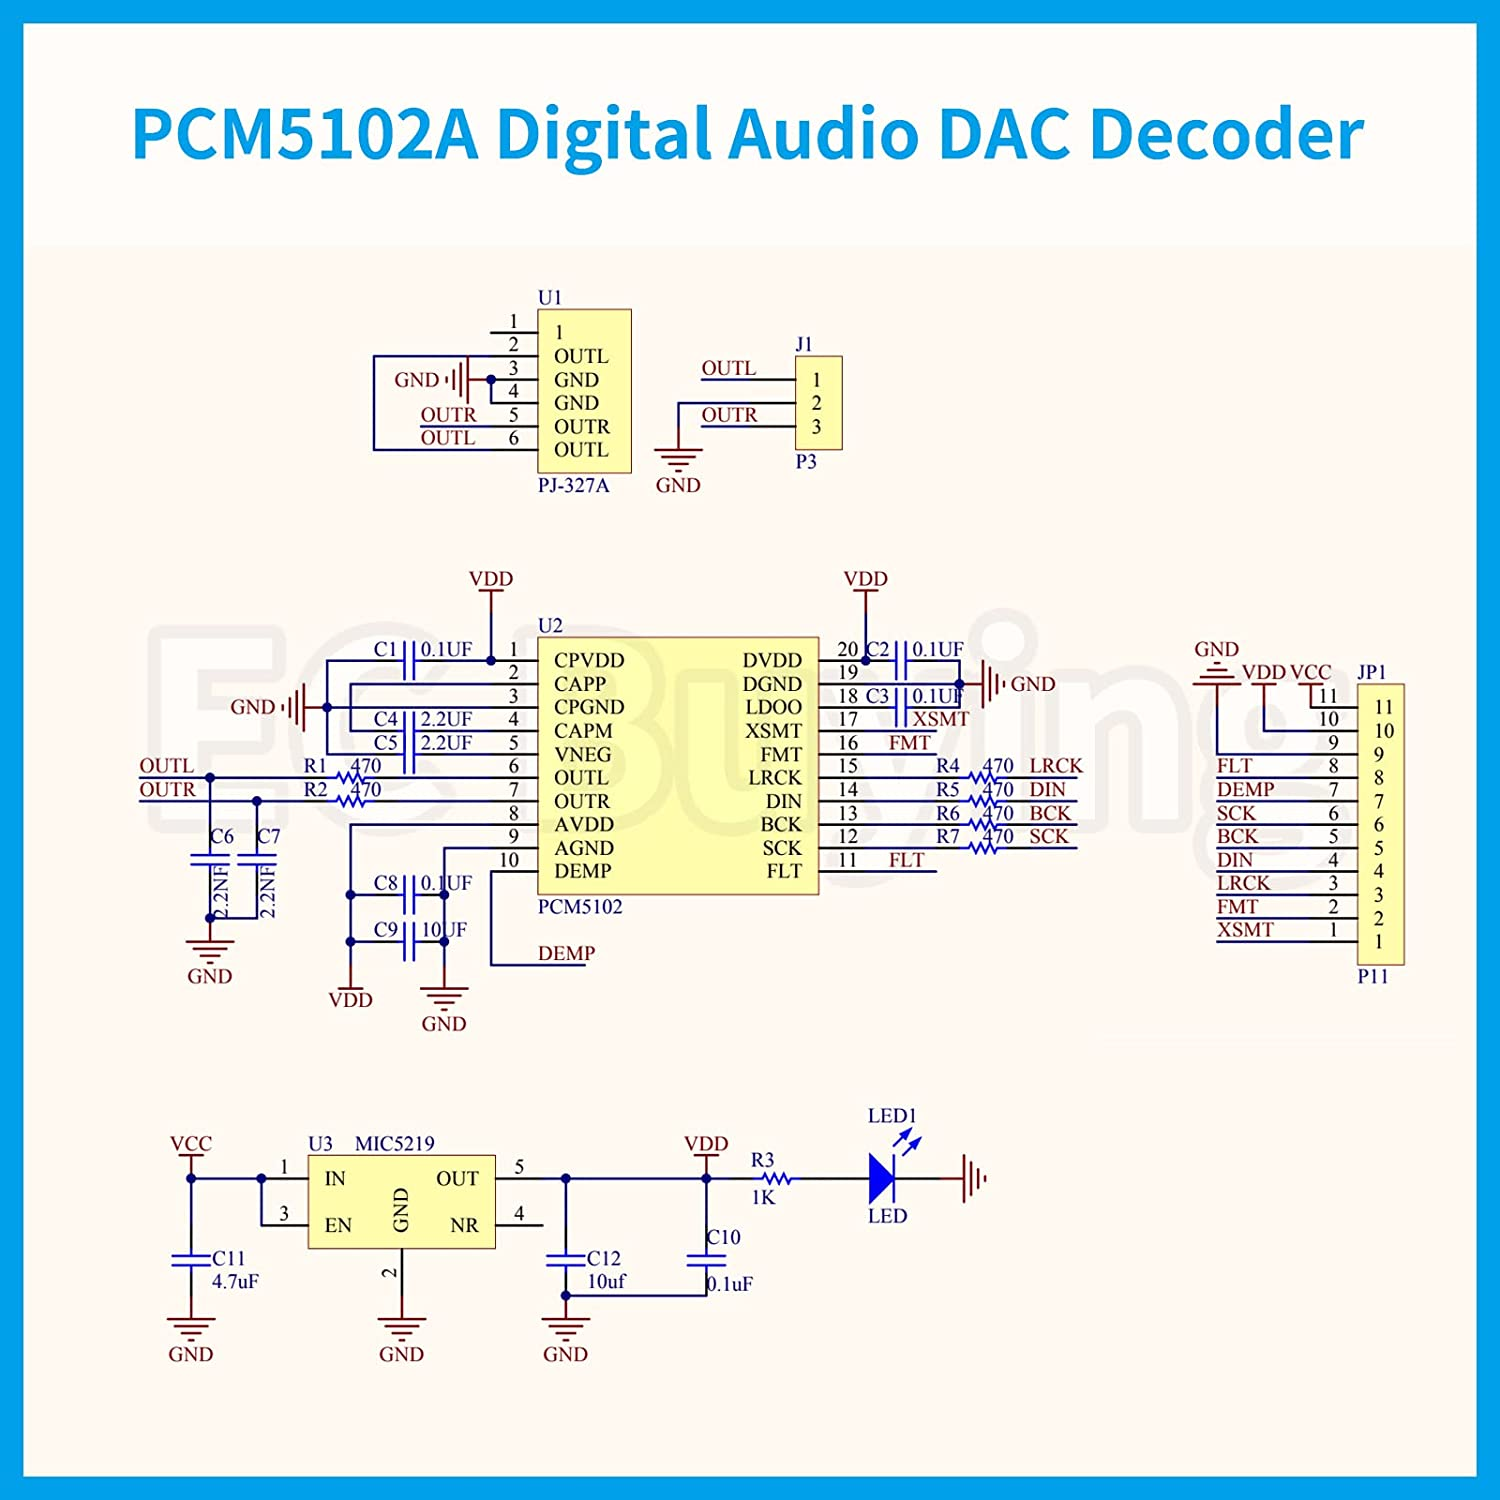 PCM5102A Digital Audio DAC Decoder
U1
1 1
2 OUTL
GND 3 GND
4 GND
OUTR 5 OUTR
OUTL 6 OUTL
PJ-327A
J1
OUTL 1
2
OUTR 3
GND P3
VDD VDD
U2
C1 0.1UF 1 CPVDD DVDD 20 C2 0.1UF
2 CAPP DGND 19 GND
GND 3 CPGND LDOO 18 C3 0.1UF
C4 2.2UF 4 CAPM XSMT 17 XSMT
C5 2.2UF 5 VNEG FMT 16 FMT
OUTL R1 470 6 OUTL LRCK 15 R4 470 LRCK
OUTR R2 470 7 OUTR DIN 14 R5 470 DIN
8 AVDD BCK 13 R6 470 BCK
C6 C7 9 AGND SCK 12 R7 470 SCK
10 DEMP FLT 11 FLT
2.2NF 2.2NF C8 0.1UF PCM5102
C9 10UF
DEMP
GND VDD GND
GND VDD VCC JP1
11 11
10 10
9 9
FLT 8 8
DEMP 7 7
SCK 6 6
BCK 5 5
DIN 4 4
LRCK 3 3
FMT 2 2
XSMT 1 1
P11
EC Buying
VCC U3 MIC5219 VDD
1 IN OUT 5
3 EN GND NR 4
2
C11
4.7uF
C12
10uf
C10
0.1uF
R3
1K
LED1
LED
GND GND GND